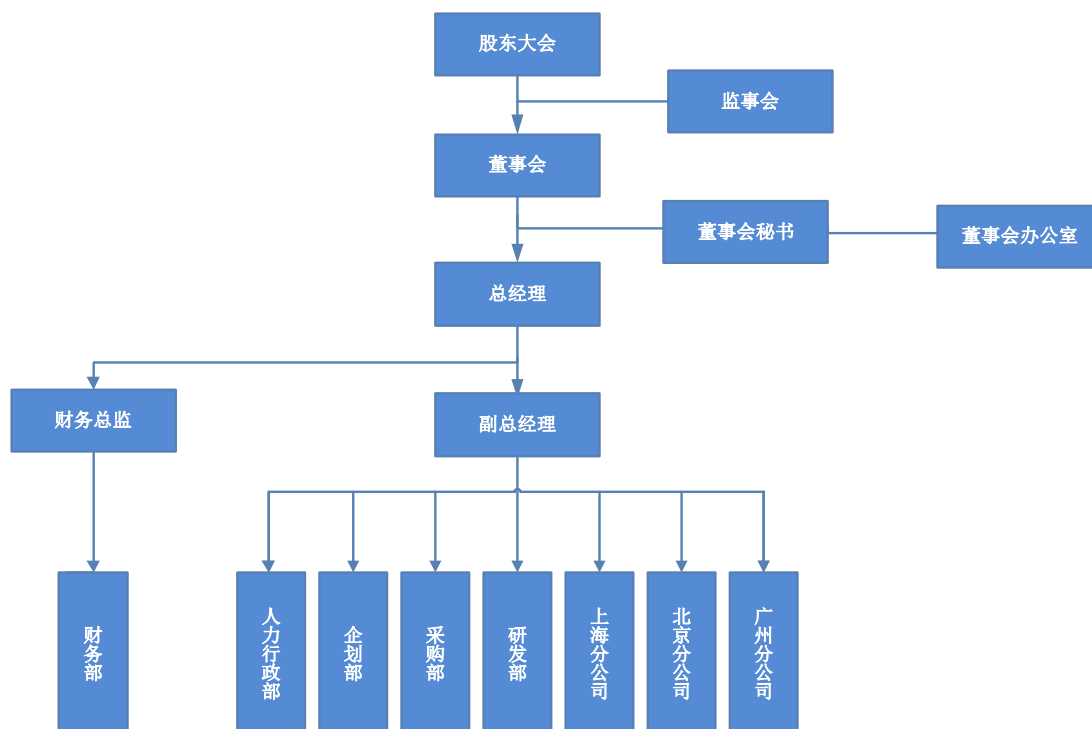 股东大会
监事会
董事会
董事会秘书
董事会办公室
总经理
财务总监
副总经理
财务部
人力行政部
企划部
采购部
研发部
上海分公司
北京分公司
广州分公司